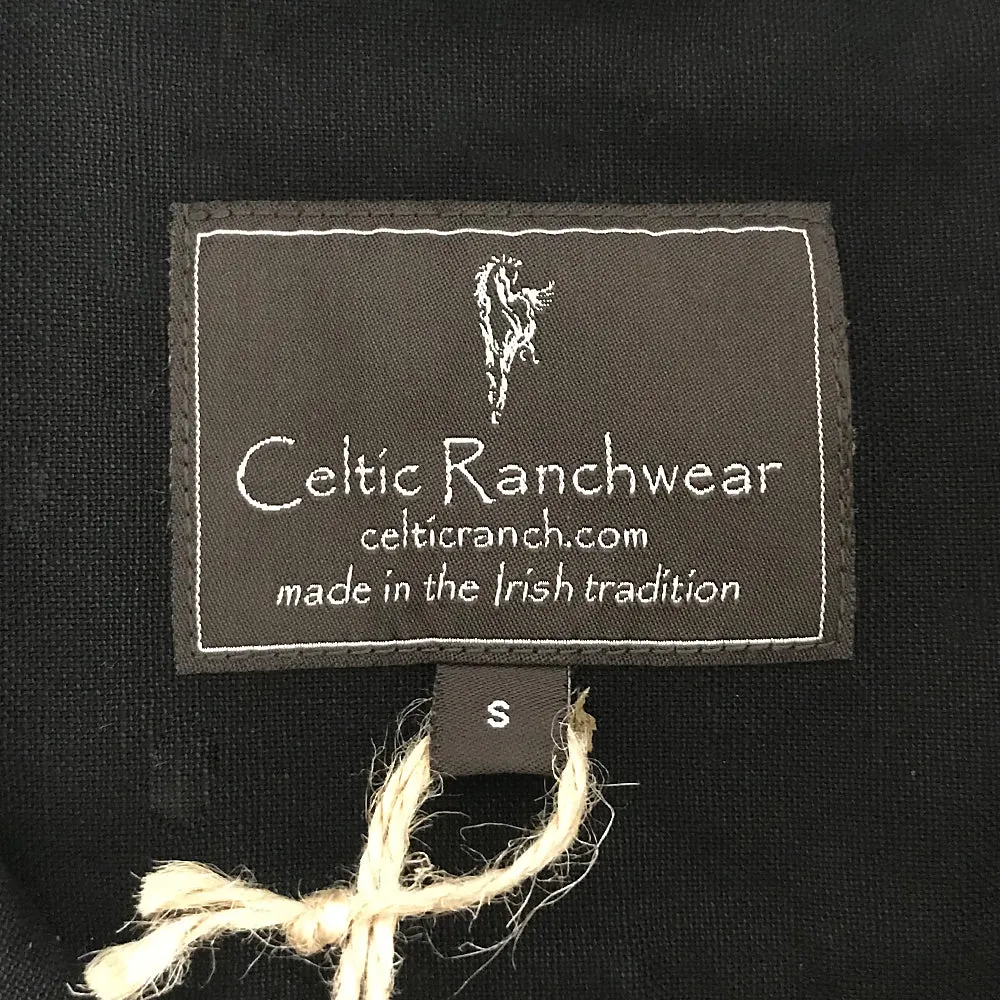 Celtic Ranchwear
celticranch.com
made in the Irish tradition
S